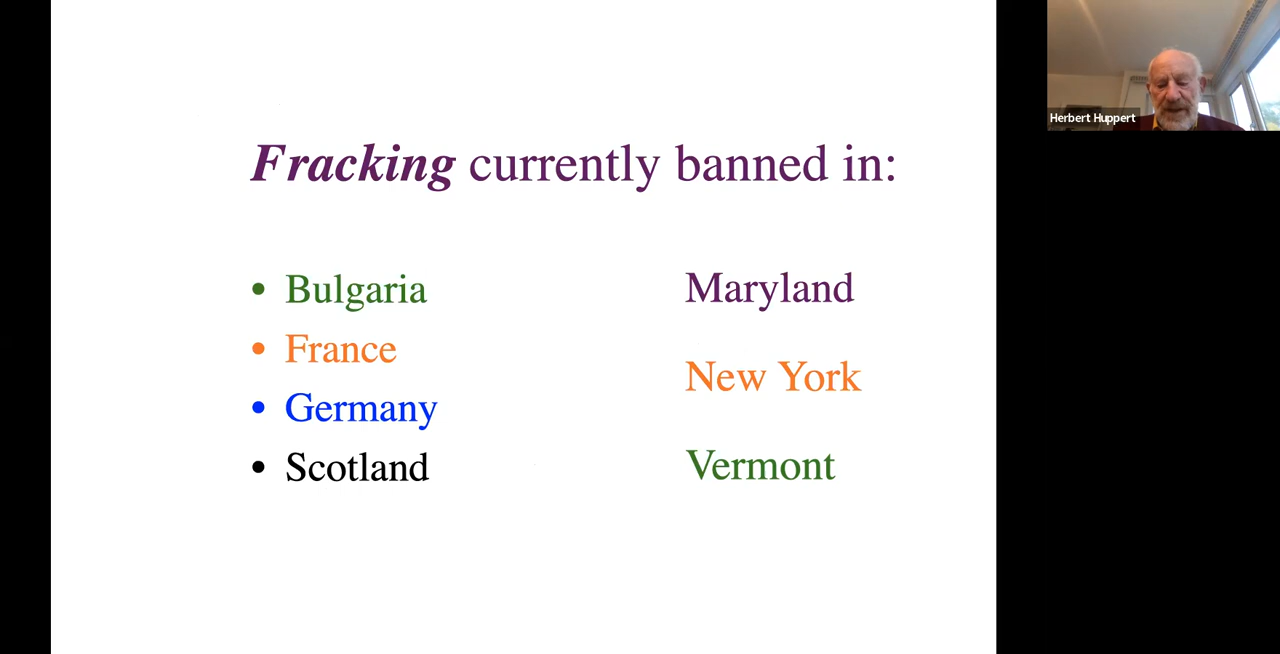 Herbert Huppert
Fracking currently banned in:
• Bulgaria
• France
• Germany
• Scotland
Maryland
New York
Vermont